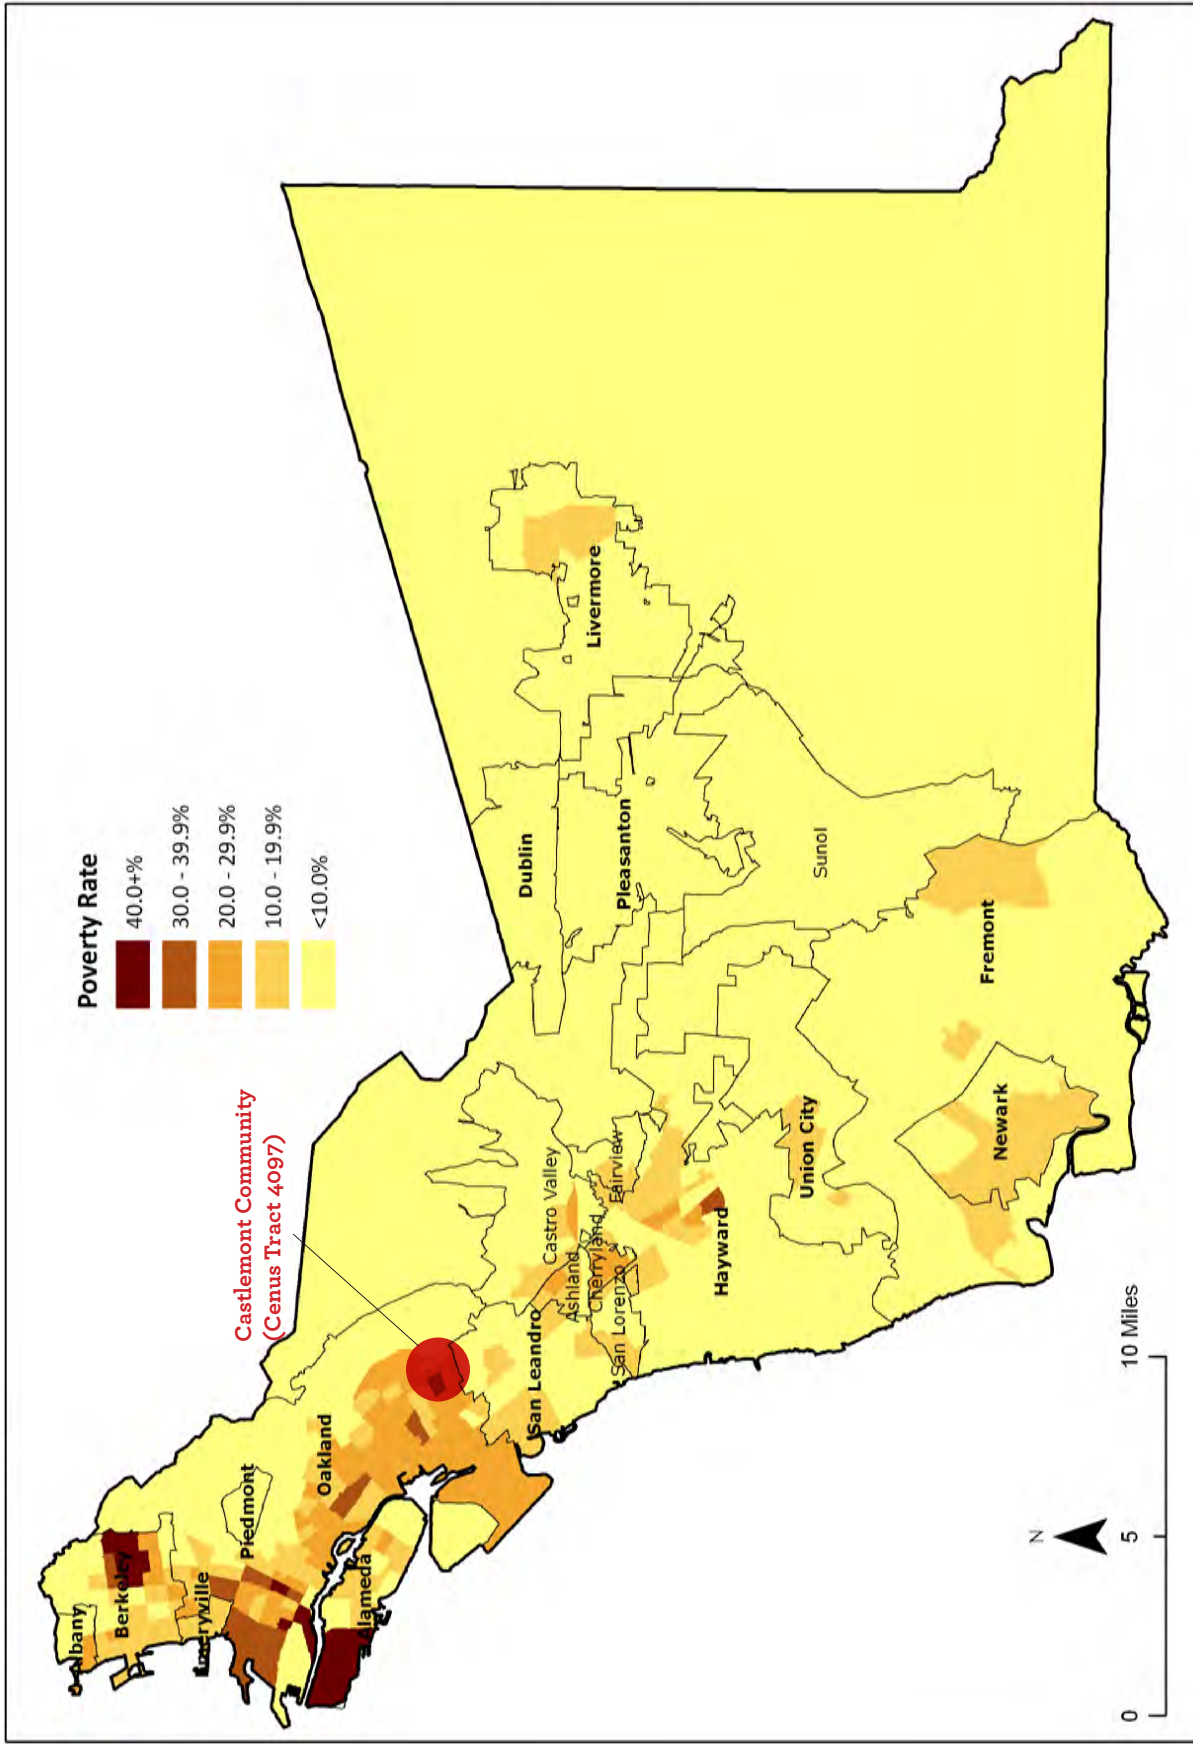 Poverty Rate
40.0+%
30.0 - 39.9%
20.0 - 29.9%
10.0 - 19.9%
<10.0%
Castlemont Community
(Cenus Tract 4097)
Albany
Berkeley
Emeryville
Piedmont
Oakland
Alameda
San Leandro
Ashland
Cherryland
San Lorenzo
Castro Valley
Fairview
Hayward
Union City
Newark
Fremont
Sunol
Dublin
Pleasanton
Livermore
N
0
5
10 Miles